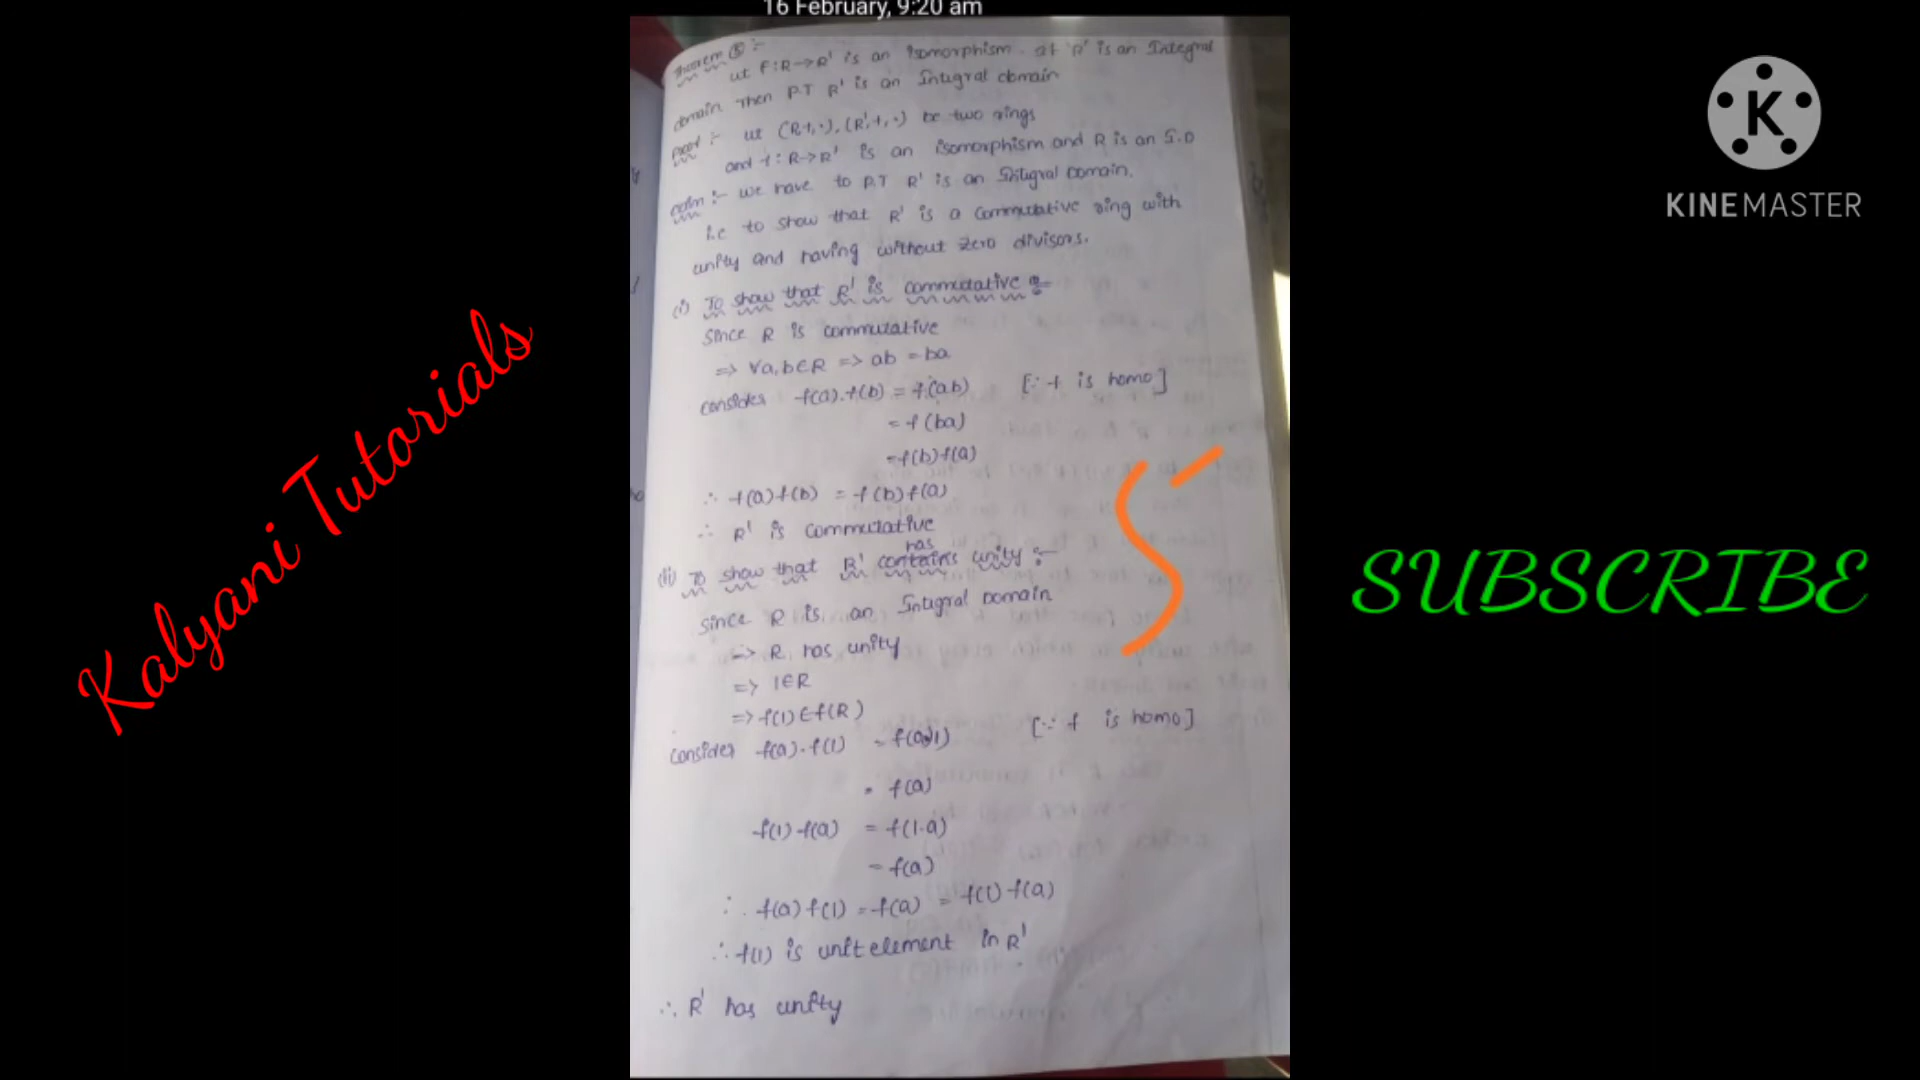 16 February, 9:20 am
Theorem ⑧ :-
Let f:R→R' is an isomorphism. If R is an Integral
domain Then P.T R' is an Integral domain
Proof :- Let (R,+,·), (R',+,·) be two rings
and f:R→R' is an isomorphism and R is an I.D
:- we have to P.T R' is an Integral Domain.
i.e to show that R' is a commutative ring with
unity and having without zero divisors.
(i) To show that R' is commutative :-
Since R is commutative
=> ∀a,b∈R => ab = ba
consider f(a).f(b) = f(ab) [∵ f is homo]
= f(ba)
= f(b)f(a)
∴ f(a)f(b) = f(b)f(a)
∴ R' is commutative
has
(ii) To show that R' contains unity :-
Since R is an Integral Domain
=> R has unity
=> 1∈R
=> f(1)∈f(R)
consider f(a).f(1) = f(a·1) [∵ f is homo]
= f(a)
f(1)f(a) = f(1.a)
= f(a)
∴ f(a)f(1) = f(a) = f(1)f(a)
∴ f(1) is unit element in R'
∴ R' has unity
Kalyani Tutorials
K
KINEMASTER
SUBSCRIBE